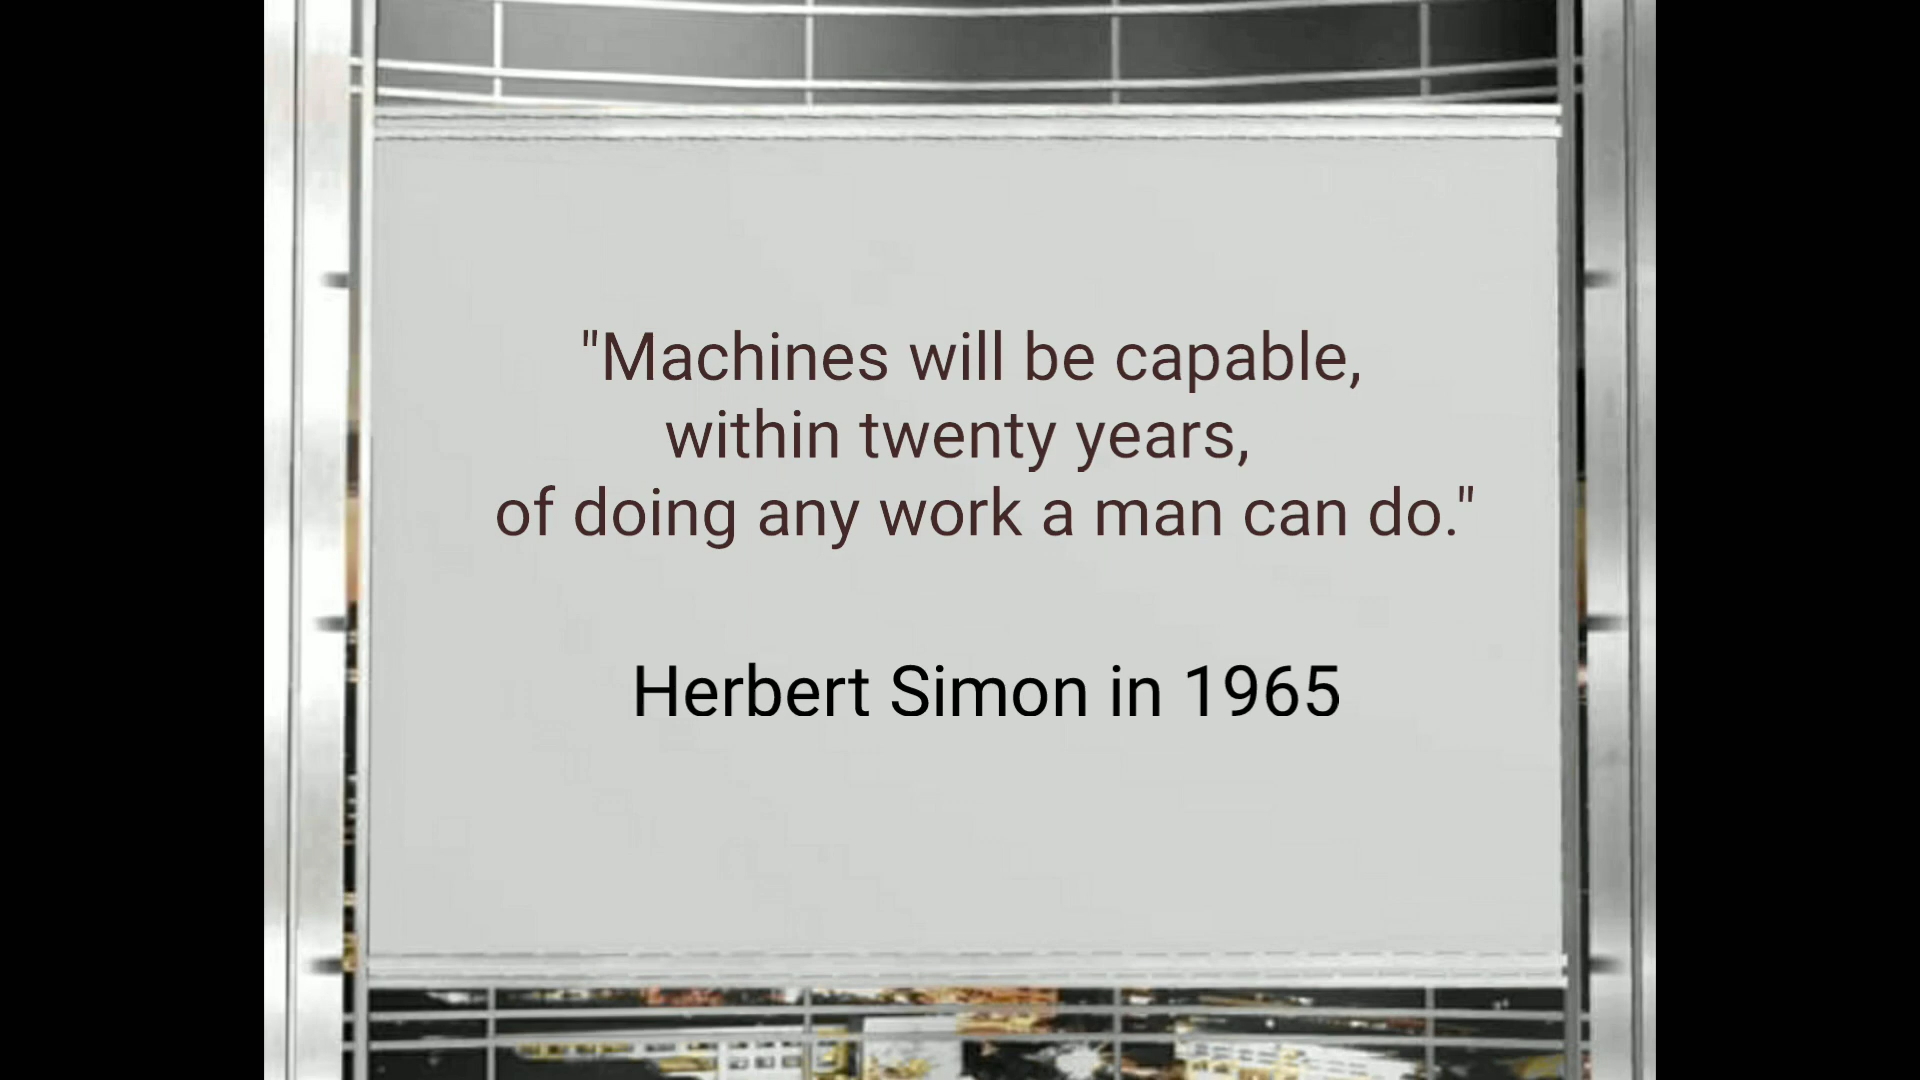 "Machines will be capable,
within twenty years,
of doing any work a man can do."
Herbert Simon in 1965